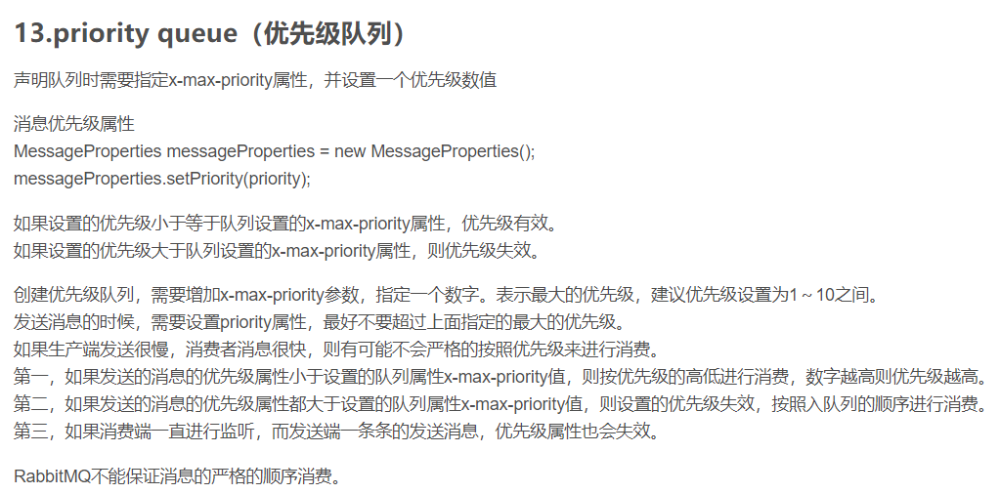 13.priority queue（优先级队列）
声明队列时需要指定x-max-priority属性，并设置一个优先级数值
消息优先级属性
MessageProperties messageProperties = new MessageProperties();
messageProperties.setPriority(priority);
如果设置的优先级小于等于队列设置的x-max-priority属性，优先级有效。
如果设置的优先级大于队列设置的x-max-priority属性，则优先级失效。
创建优先级队列，需要增加x-max-priority参数，指定一个数字。表示最大的优先级，建议优先级设置为1～10之间。
发送消息的时候，需要设置priority属性，最好不要超过上面指定的最大的优先级。
如果生产端发送很慢，消费者消息很快，则有可能不会严格的按照优先级来进行消费。
第一，如果发送的消息的优先级属性小于设置的队列属性x-max-priority值，则按优先级的高低进行消费，数字越高则优先级越高。
第二，如果发送的消息的优先级属性都大于设置的队列属性x-max-priority值，则设置的优先级失效，按照入队列的顺序进行消费。
第三，如果消费端一直进行监听，而发送端一条条的发送消息，优先级属性也会失效。
RabbitMQ不能保证消息的严格的顺序消费。